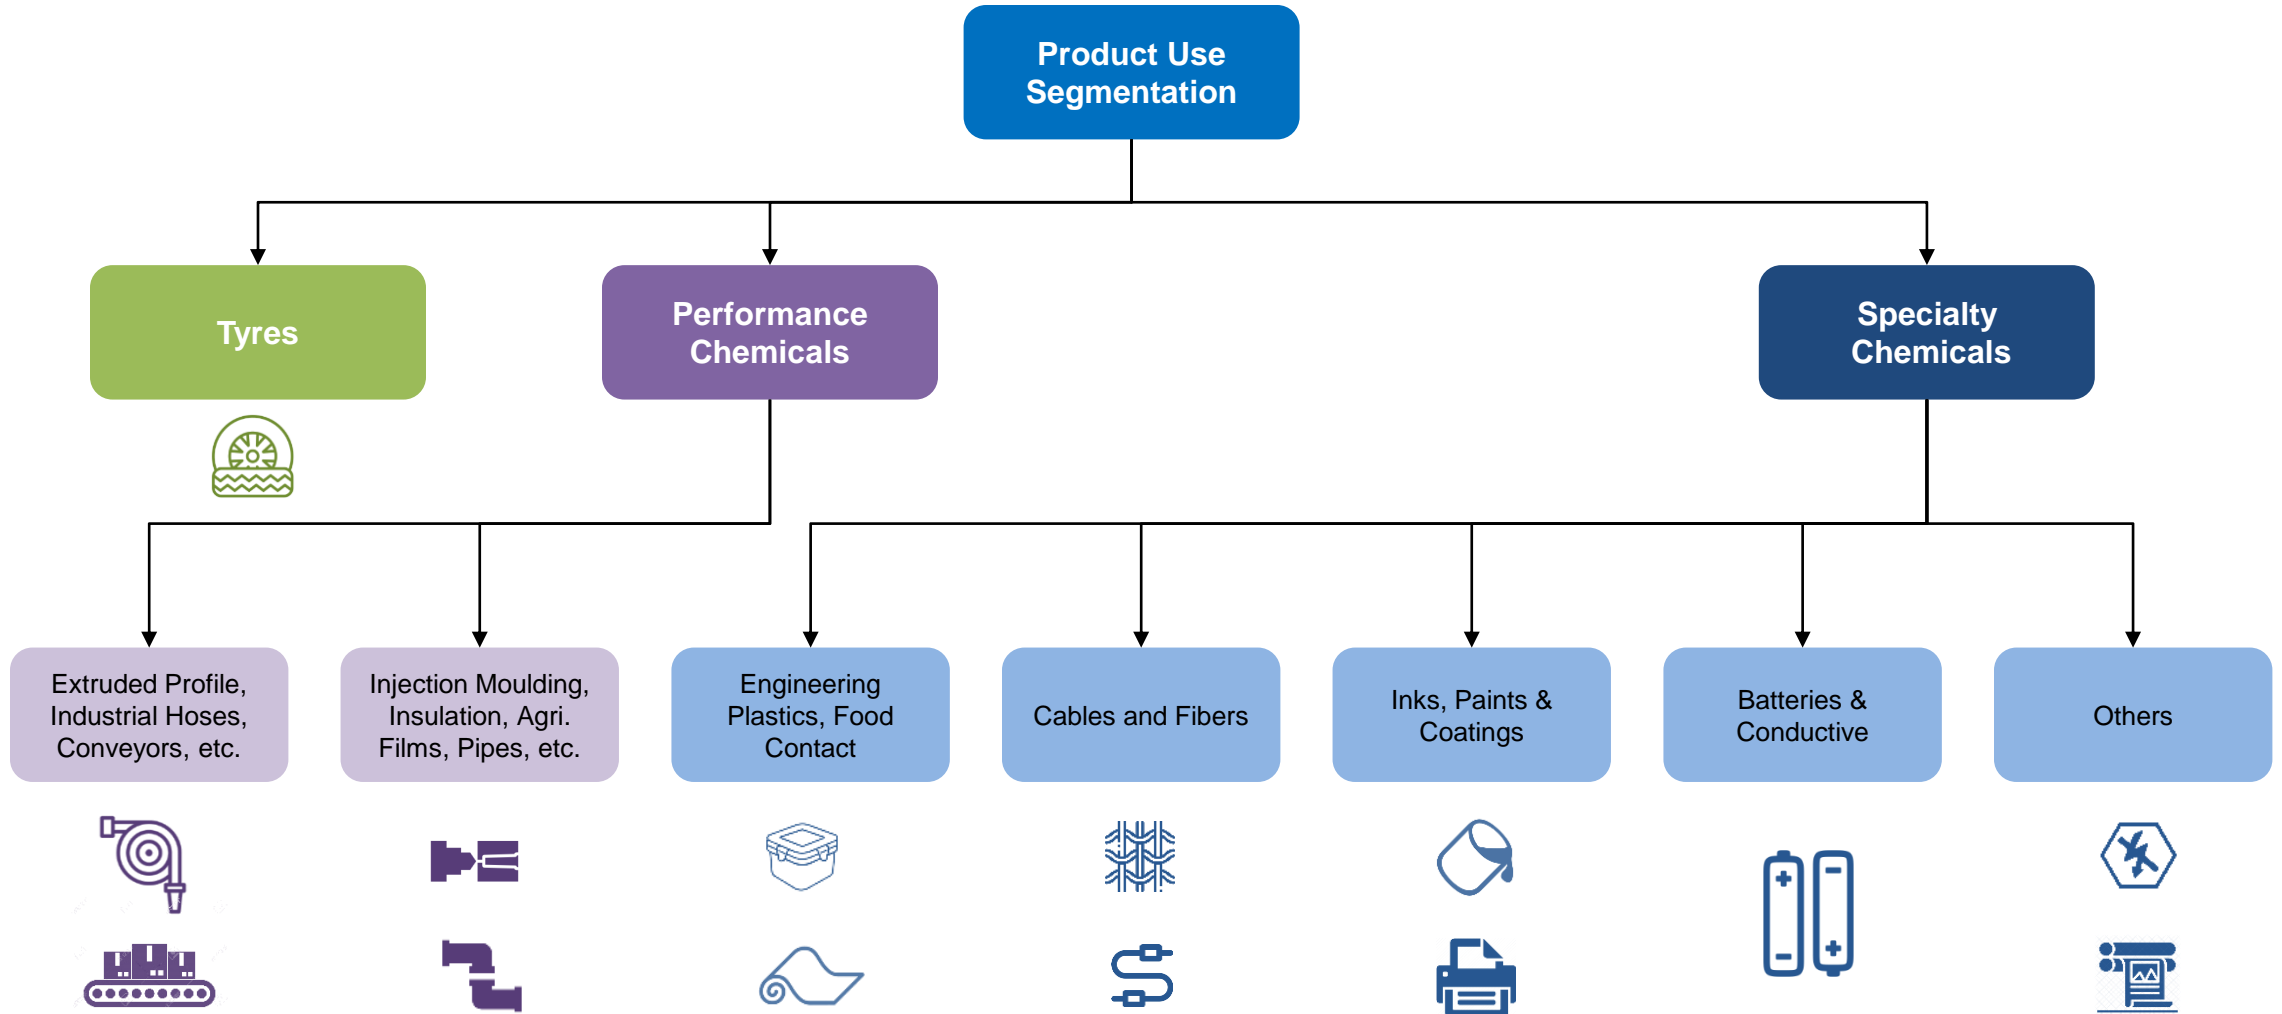 Product Use
Segmentation
Tyres
Performance
Chemicals
Specialty
Chemicals
Extruded Profile,
Industrial Hoses,
Conveyors, etc.
Injection Moulding,
Insulation, Agri.
Films, Pipes, etc.
Engineering
Plastics, Food
Contact
Cables and Fibers
Inks, Paints &
Coatings
Batteries &
Conductive
Others